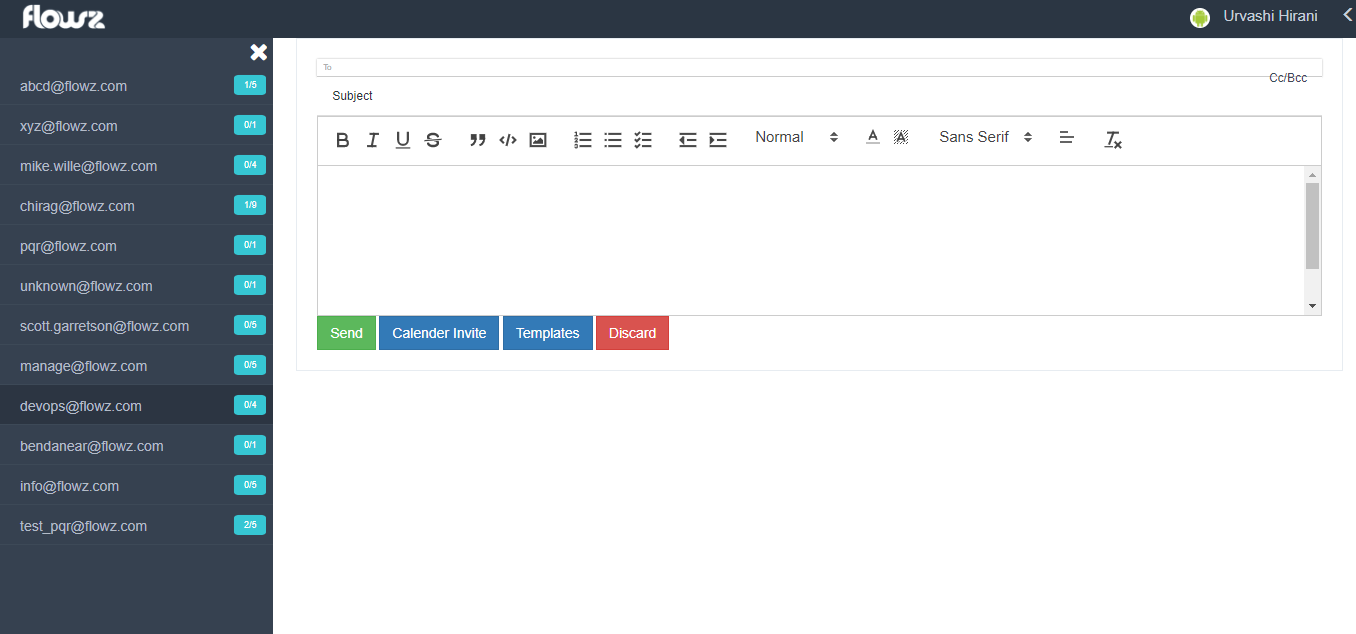 flowz
Urvashi Hirani
abcd@flowz.com 1/5
xyz@flowz.com 0/1
mike.wille@flowz.com 0/4
chirag@flowz.com 1/9
pqr@flowz.com 0/1
unknown@flowz.com 0/1
scott.garretson@flowz.com 0/5
manage@flowz.com 0/5
devops@flowz.com 0/4
bendanear@flowz.com 0/1
info@flowz.com 0/5
test_pqr@flowz.com 2/5
To
Cc/Bcc
Subject
Normal Sans Serif
Send Calender Invite Templates Discard